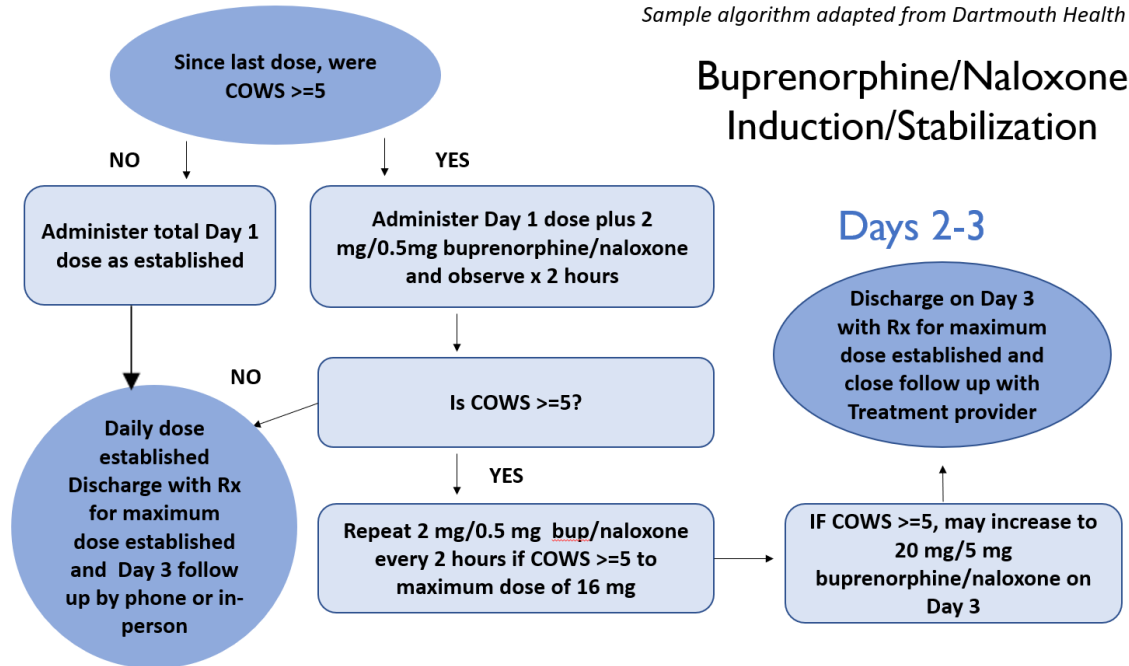 Sample algorithm adapted from Dartmouth Health
Buprenorphine/Naloxone
Induction/Stabilization
Days 2-3
Since last dose, were
COWS >=5
NO
YES
Administer total Day 1
dose as established
Administer Day 1 dose plus 2
mg/0.5mg buprenorphine/naloxone
and observe x 2 hours
NO
Is COWS >=5?
Daily dose
established
Discharge with Rx
for maximum
dose established
and  Day 3 follow
up by phone or in-
person
YES
Repeat 2 mg/0.5 mg  bup/naloxone
every 2 hours if COWS >=5 to
maximum dose of 16 mg
IF COWS >=5, may increase to
20 mg/5 mg
buprenorphine/naloxone on
Day 3
Discharge on Day 3
with Rx for maximum
dose established and
close follow up with
Treatment provider